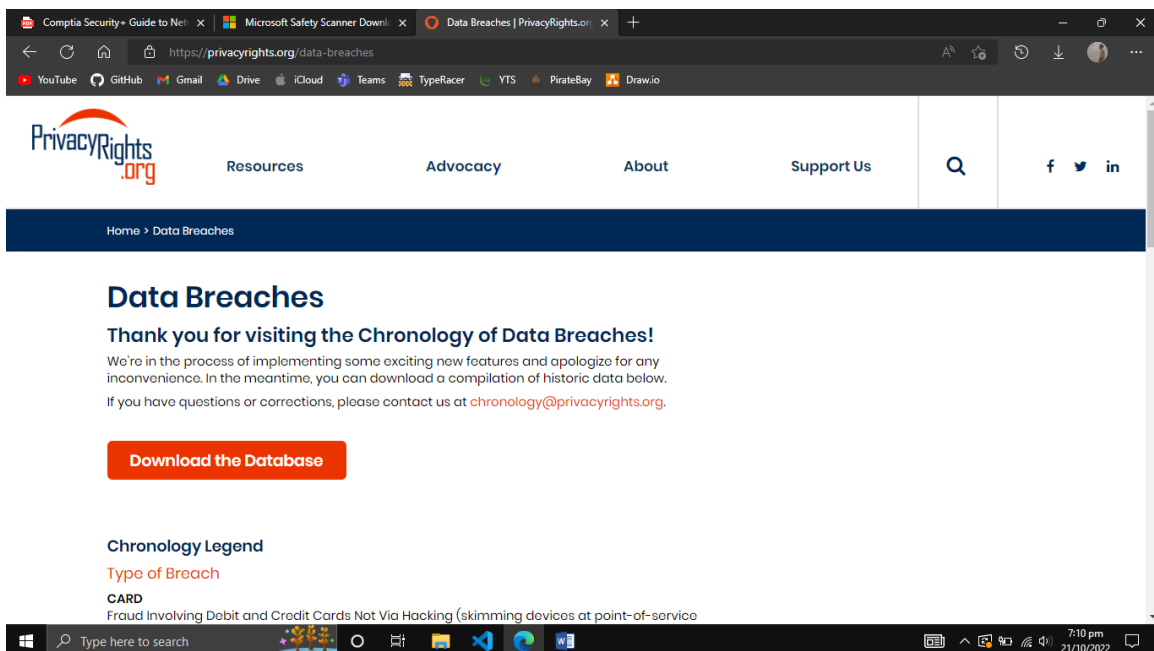 Comptia Security+ Guide to Net
Microsoft Safety Scanner Downlo
Data Breaches | PrivacyRights.org
https://privacyrights.org/data-breaches
YouTube GitHub Gmail Drive iCloud Teams TypeRacer YTS PirateBay Draw.io
PrivacyRights
.org
Resources Advocacy About Support Us
Home > Data Breaches
Data Breaches
Thank you for visiting the Chronology of Data Breaches!
We're in the process of implementing some exciting new features and apologize for any
inconvenience. In the meantime, you can download a compilation of historic data below.
If you have questions or corrections, please contact us at chronology@privacyrights.org.
Download the Database
Chronology Legend
Type of Breach
CARD
Fraud Involving Debit and Credit Cards Not Via Hacking (skimming devices at point-of-service
Type here to search
7:10 pm
21/10/2022